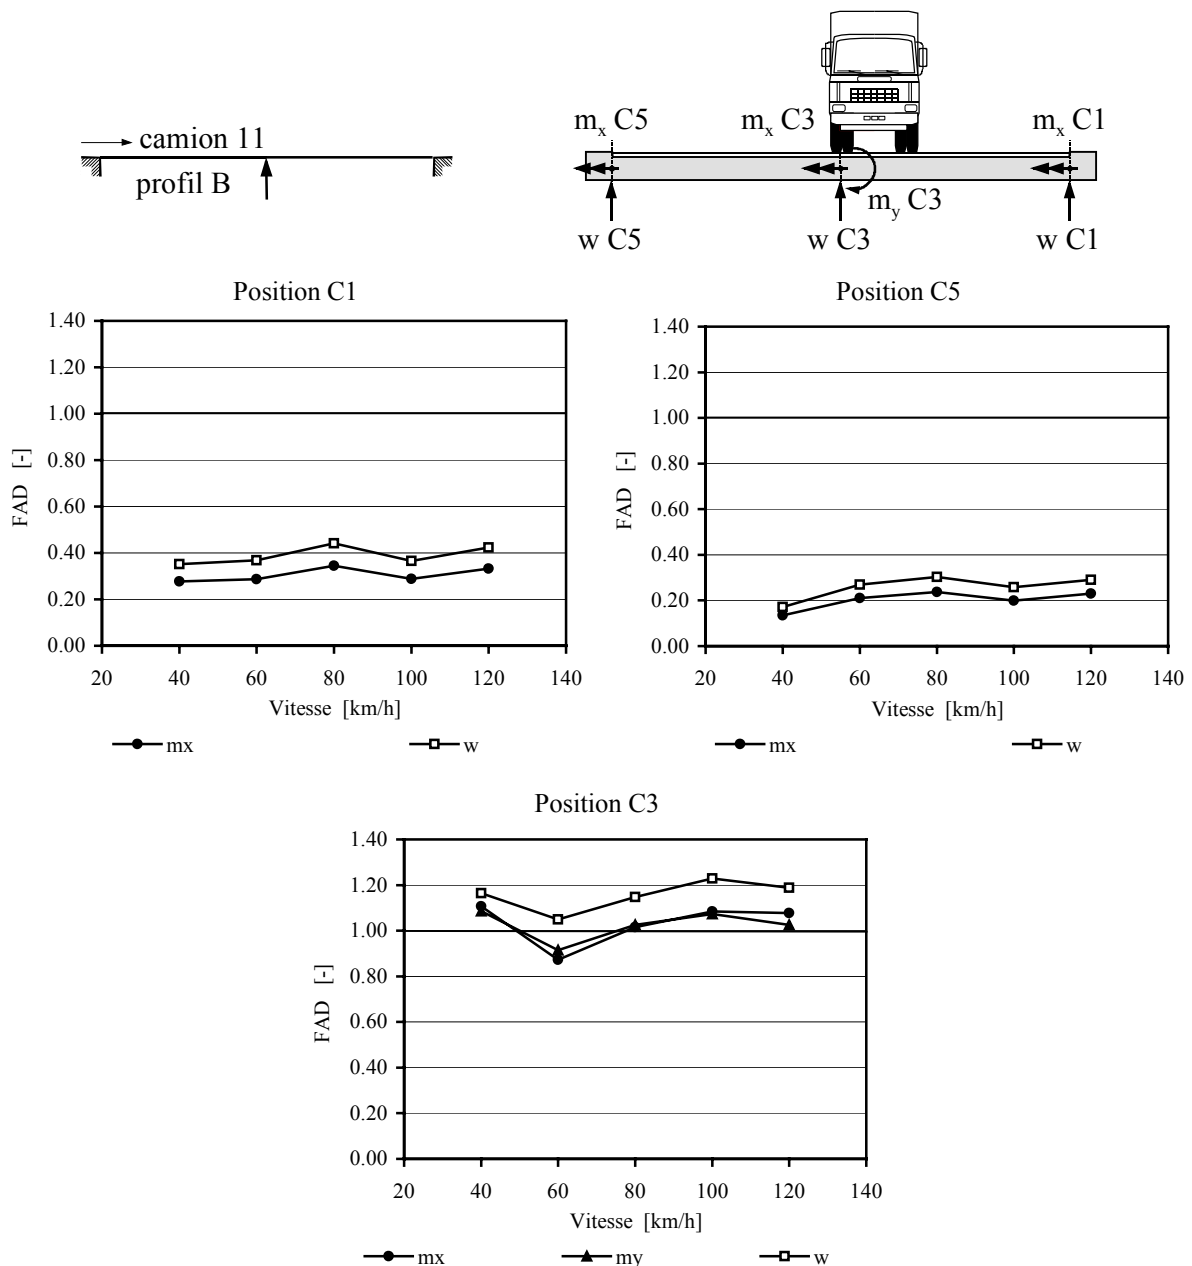 camion 11
profil B
m_x C5 m_x C3 m_x C1
m_y C3
w C5 w C3 w C1
Position C1
1.40
1.20
1.00
0.80
0.60
0.40
0.20
0.00
FAD [-]
20 40 60 80 100 120 140
Vitesse [km/h]
mx w
Position C5
1.40
1.20
1.00
0.80
0.60
0.40
0.20
0.00
FAD [-]
20 40 60 80 100 120 140
Vitesse [km/h]
mx w
Position C3
1.40
1.20
1.00
0.80
0.60
0.40
0.20
0.00
FAD [-]
20 40 60 80 100 120 140
Vitesse [km/h]
mx my w